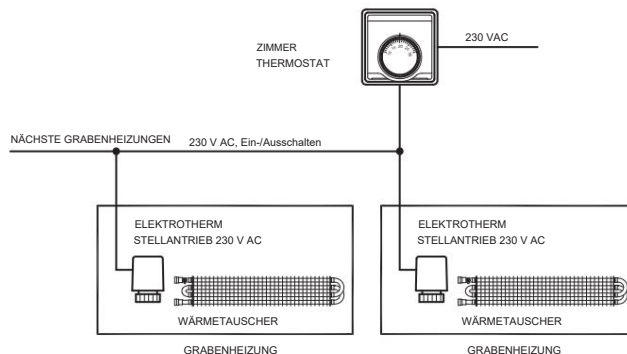 230 VAC
ZIMMER
THERMOSTAT
NÄCHSTE GRABENHEIZUNGEN
230 V AC, Ein-/Ausschalten
ELEKTROTHERM
STELLANTRIEB 230 V AC
WÄRMETAUSCHER
GRABENHEIZUNG
ELEKTROTHERM
STELLANTRIEB 230 V AC
WÄRMETAUSCHER
GRABENHEIZUNG